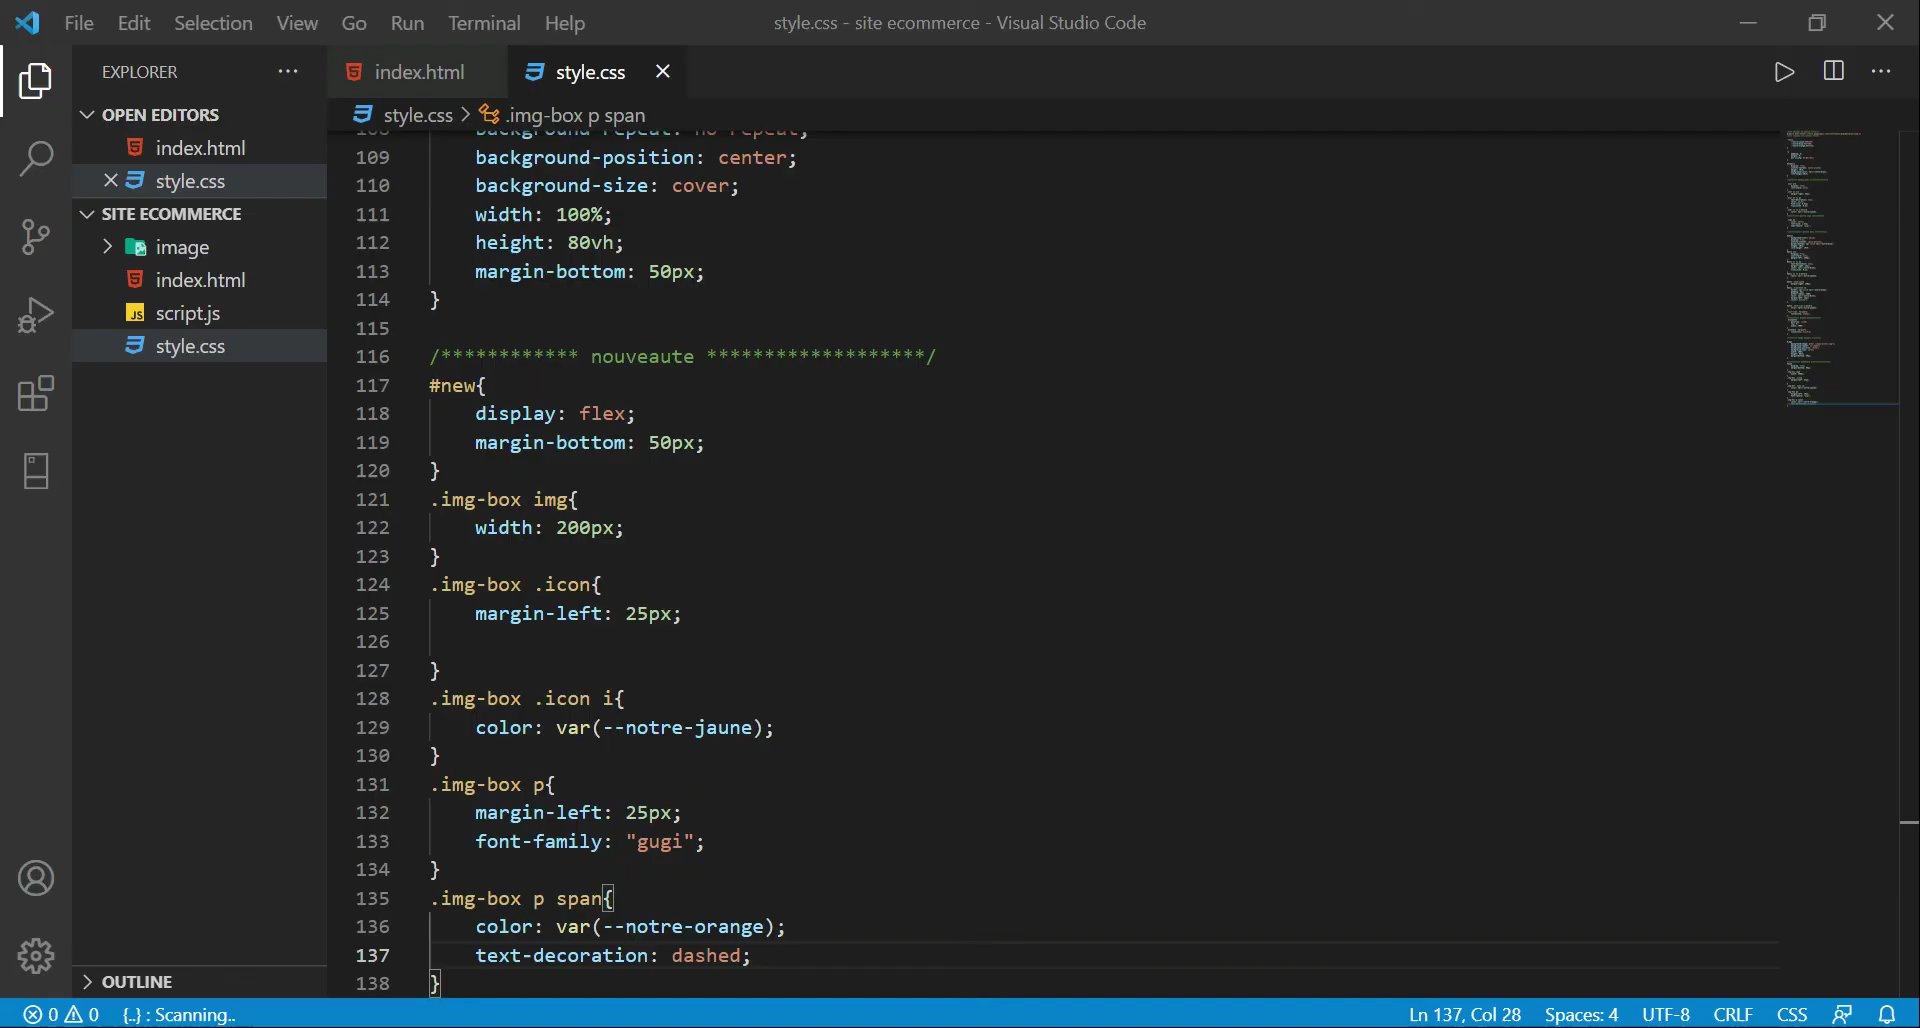 File Edit Selection View Go Run Terminal Help style.css - site ecommerce - Visual Studio Code
EXPLORER
index.html style.css
style.css > .img-box p span
OPEN EDITORS
index.html
style.css
SITE ECOMMERCE
image
index.html
script.js
style.css
OUTLINE
108 background-repeat: no-repeat;
109 background-position: center;
110 background-size: cover;
111 width: 100%;
112 height: 80vh;
113 margin-bottom: 50px;
114 }
115
116 /************ nouveaute *******************/
117 #new{
118 display: flex;
119 margin-bottom: 50px;
120 }
121 .img-box img{
122 width: 200px;
123 }
124 .img-box .icon{
125 margin-left: 25px;
126
127 }
128 .img-box .icon i{
129 color: var(--notre-jaune);
130 }
131 .img-box p{
132 margin-left: 25px;
133 font-family: "gugi";
134 }
135 .img-box p span{
136 color: var(--notre-orange);
137 text-decoration: dashed;
138 }
0 0 {..} : Scanning.. Ln 137, Col 28 Spaces: 4 UTF-8 CRLF CSS